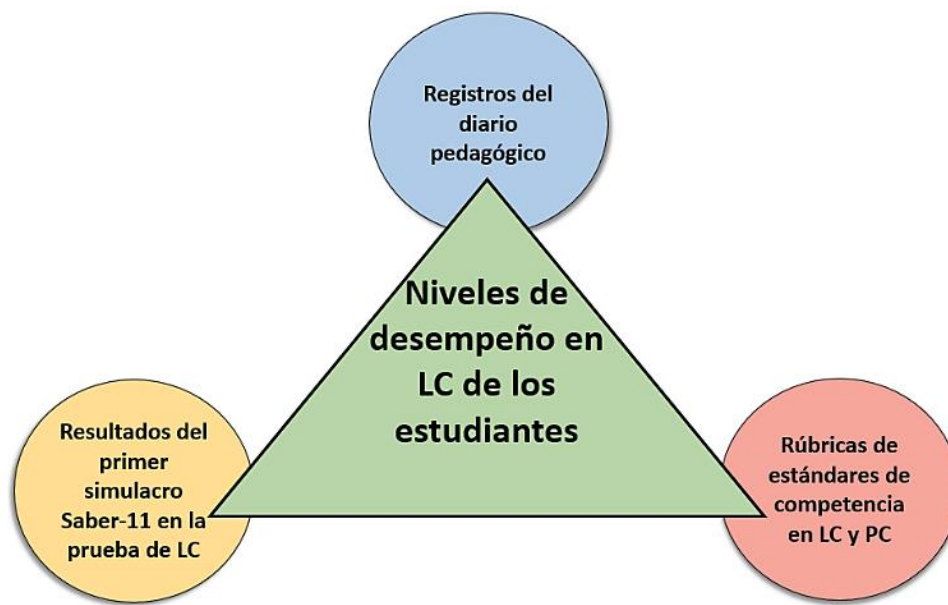 Registros del
diario
pedagógico
Niveles de
desempeño en
LC de los
estudiantes
Resultados del
primer
simulacro
Saber-11 en la
prueba de LC
Rúbricas de
estándares de
competencia
en LC y PC